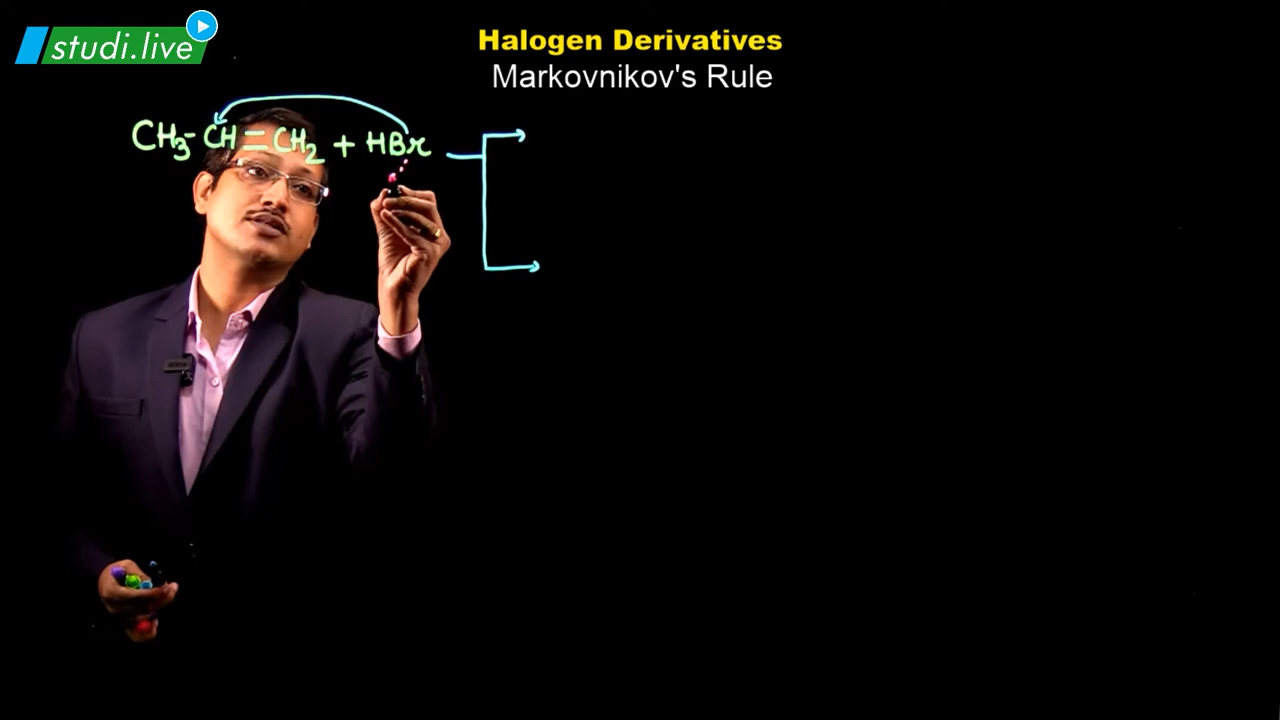 studi.live
Halogen Derivatives
Markovnikov's Rule
CH₃-CH=CH₂ + HBr